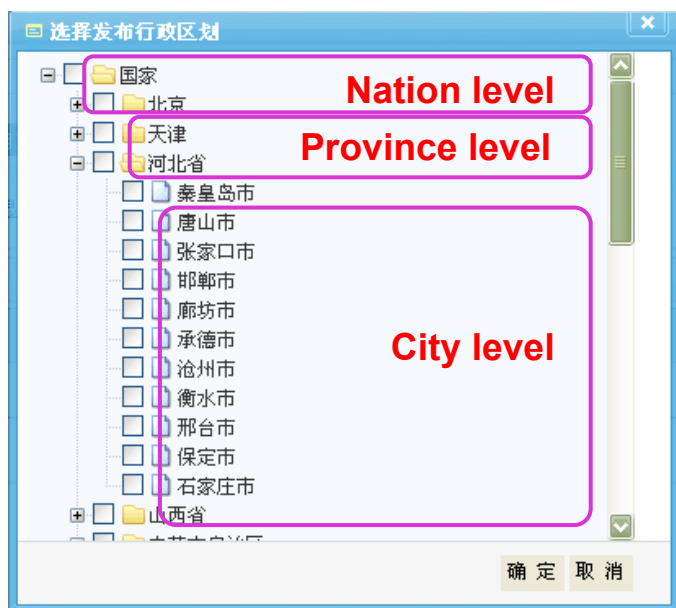 选择发布行政区划
国家
Nation level
北京
天津
Province level
河北省
秦皇岛市
唐山市
张家口市
邯郸市
廊坊市
承德市
City level
沧州市
衡水市
邢台市
保定市
石家庄市
山西省
确 定 取 消